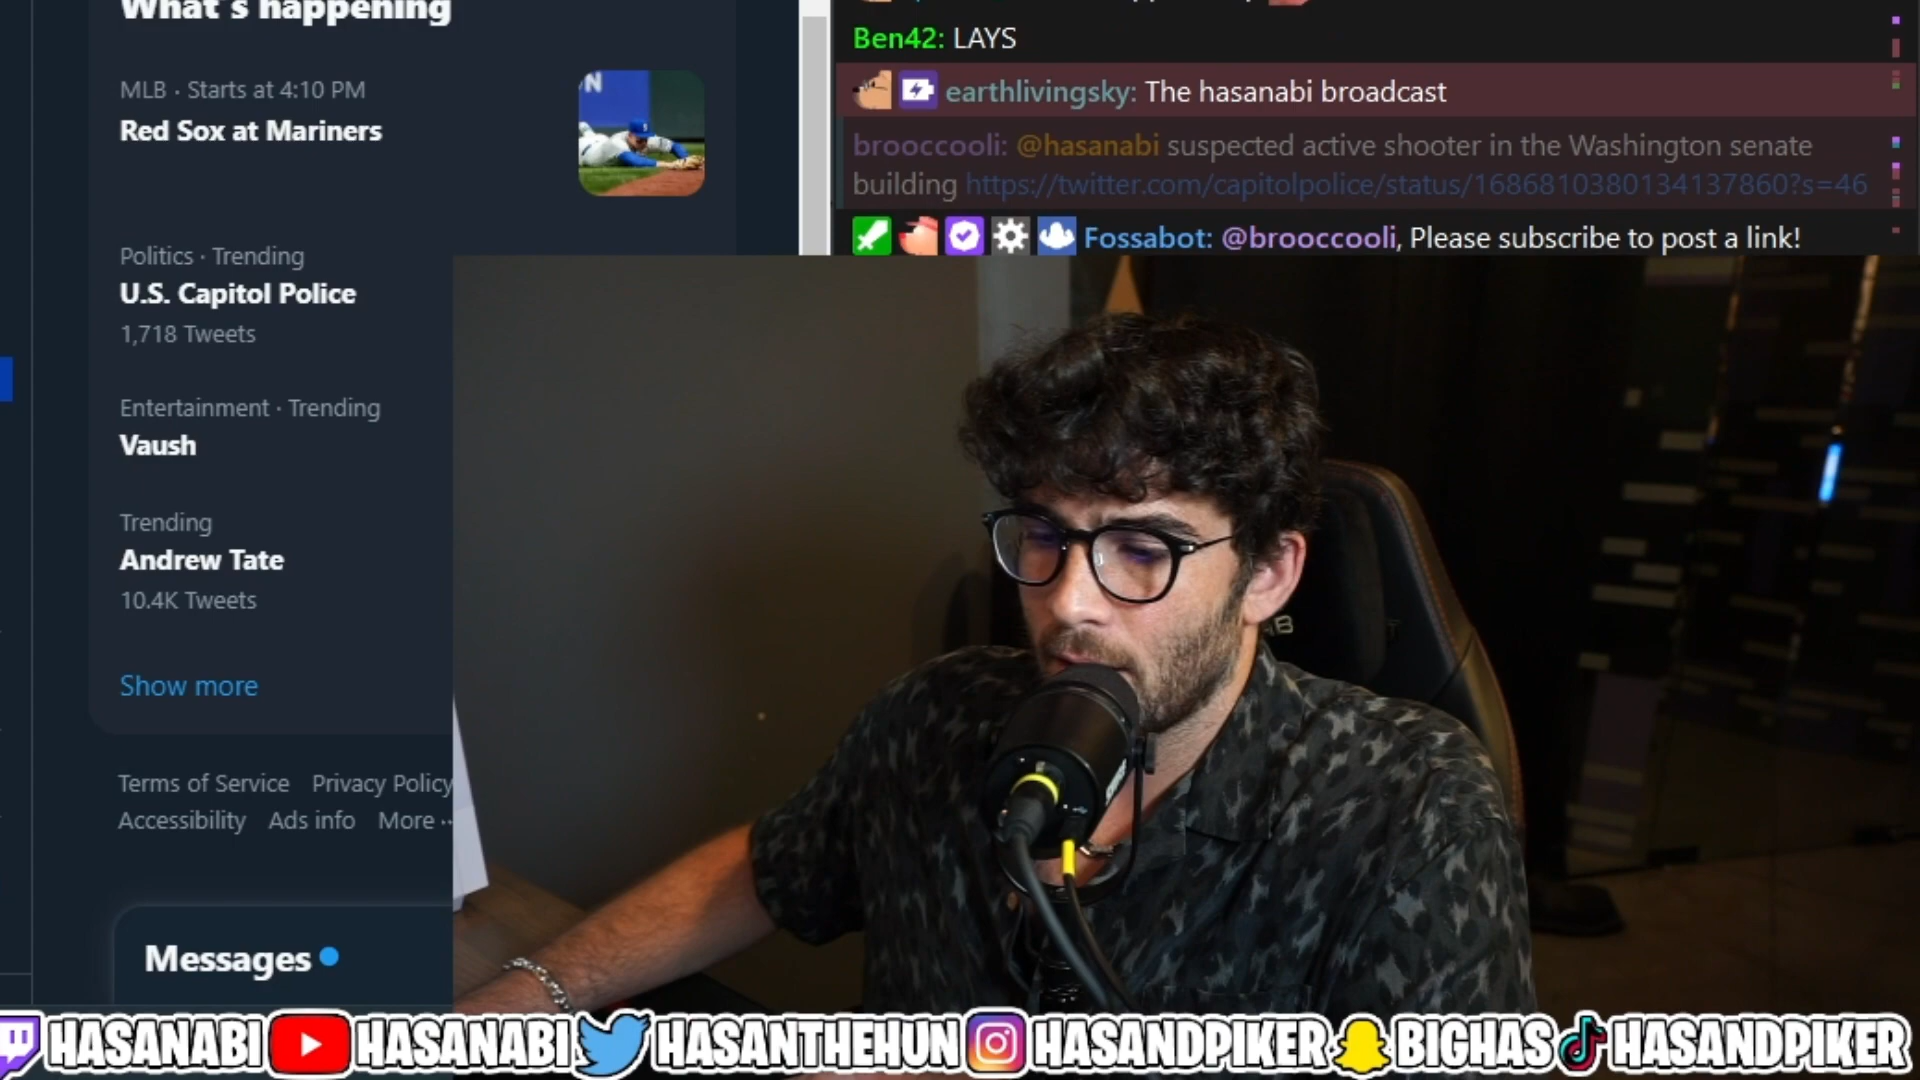 What's happening
MLB · Starts at 4:10 PM
Red Sox at Mariners
Politics · Trending
U.S. Capitol Police
1,718 Tweets
Entertainment · Trending
Vaush
Trending
Andrew Tate
10.4K Tweets
Show more
Terms of Service Privacy Policy
Accessibility Ads info More ··
Messages
Ben42: LAYS
earthlivingsky: The hasanabi broadcast
brooccooli: @hasanabi suspected active shooter in the Washington senate
building https://twitter.com/capitolpolice/status/1686810380134137860?s=46
Fossabot: @brooccooli, Please subscribe to post a link!
HASANABI HASANABI HASANTHEHUN HASANDPIKER BIGHAS HASANDPIKER